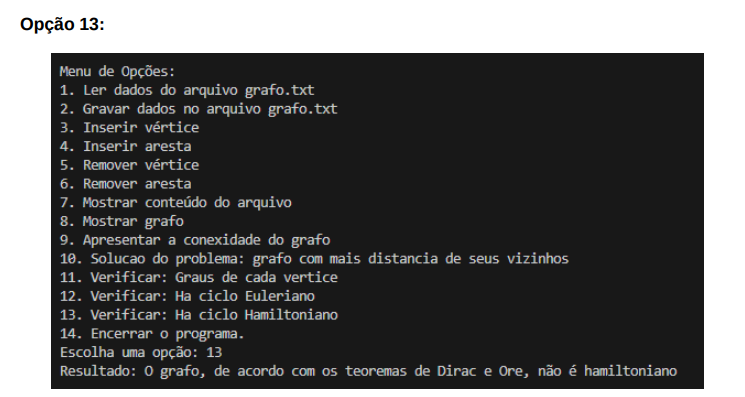 Opção 13:
Menu de Opções:
1. Ler dados do arquivo grafo.txt
2. Gravar dados no arquivo grafo.txt
3. Inserir vértice
4. Inserir aresta
5. Remover vértice
6. Remover aresta
7. Mostrar conteúdo do arquivo
8. Mostrar grafo
9. Apresentar a conexidade do grafo
10. Solucao do problema: grafo com mais distancia de seus vizinhos
11. Verificar: Graus de cada vertice
12. Verificar: Ha ciclo Euleriano
13. Verificar: Ha ciclo Hamiltoniano
14. Encerrar o programa.
Escolha uma opção: 13
Resultado: O grafo, de acordo com os teoremas de Dirac e Ore, não é hamiltoniano